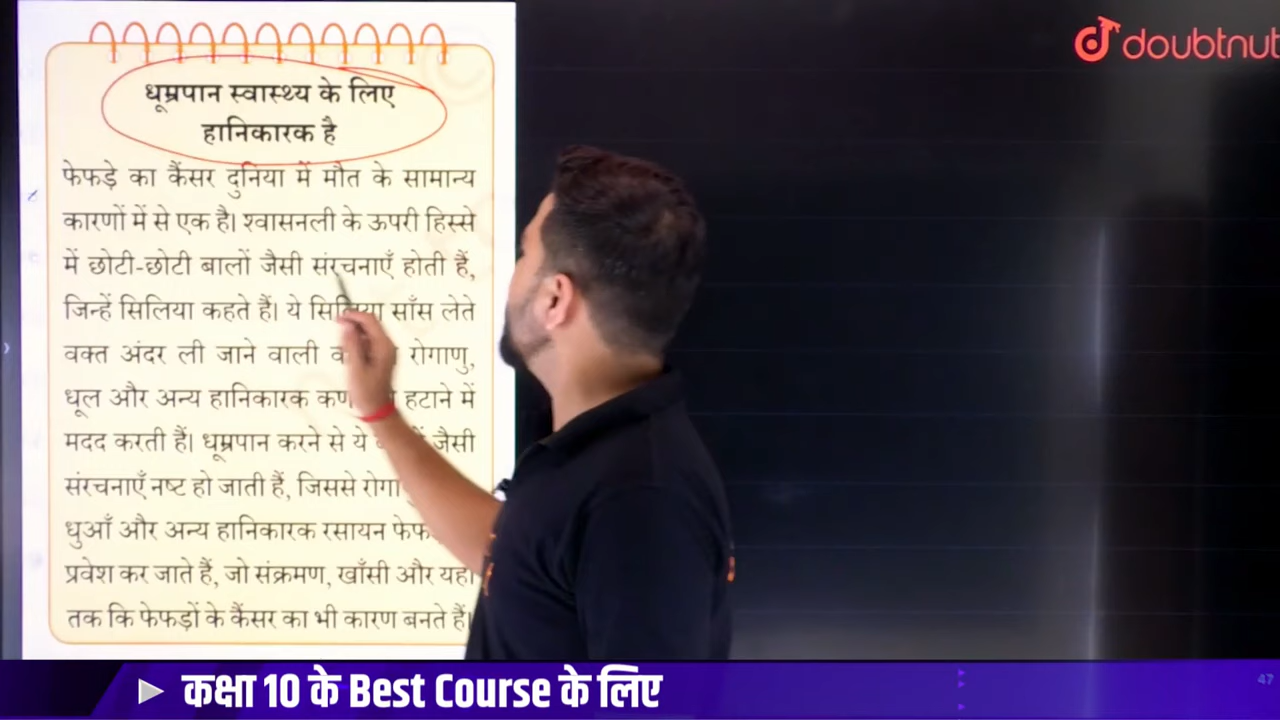 doubtnut
धूम्रपान स्वास्थ्य के लिए
हानिकारक है
फेफड़े का कैंसर दुनिया में मौत के सामान्य
कारणों में से एक है। श्वासनली के ऊपरी हिस्से
में छोटी-छोटी बालों जैसी संरचनाएँ होती हैं,
जिन्हें सिलिया कहते हैं। ये सिलिया साँस लेते
वक्त अंदर ली जाने वाली रोगाणु,
धूल और अन्य हानिकारक हटाने में
मदद करती हैं। धूम्रपान करने से ये जैसी
संरचनाएँ नष्ट हो जाती हैं, जिससे
धुआँ और अन्य हानिकारक रसायन
प्रवेश कर जाते हैं, जो संक्रमण, खाँसी और यहाँ
तक कि फेफड़ों के कैंसर का भी कारण बनते हैं।
कक्षा 10 के Best Course के लिए
47